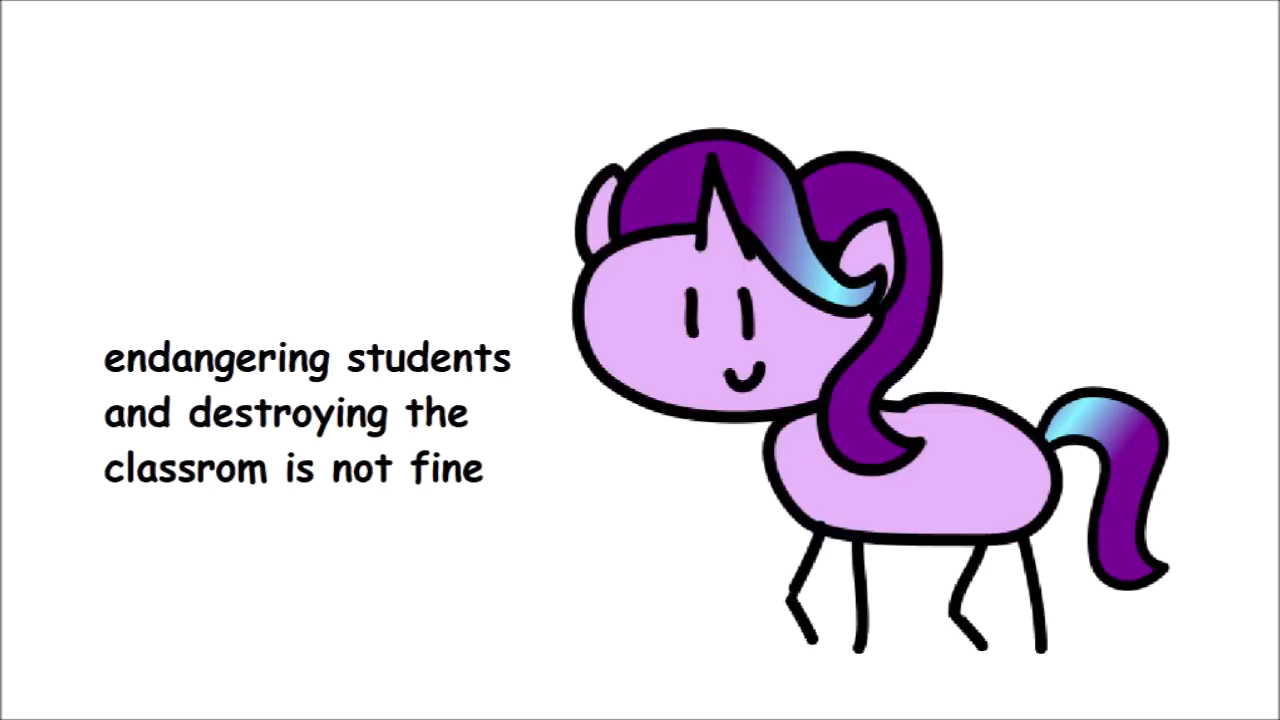 endangering students
and destroying the
classrom is not fine